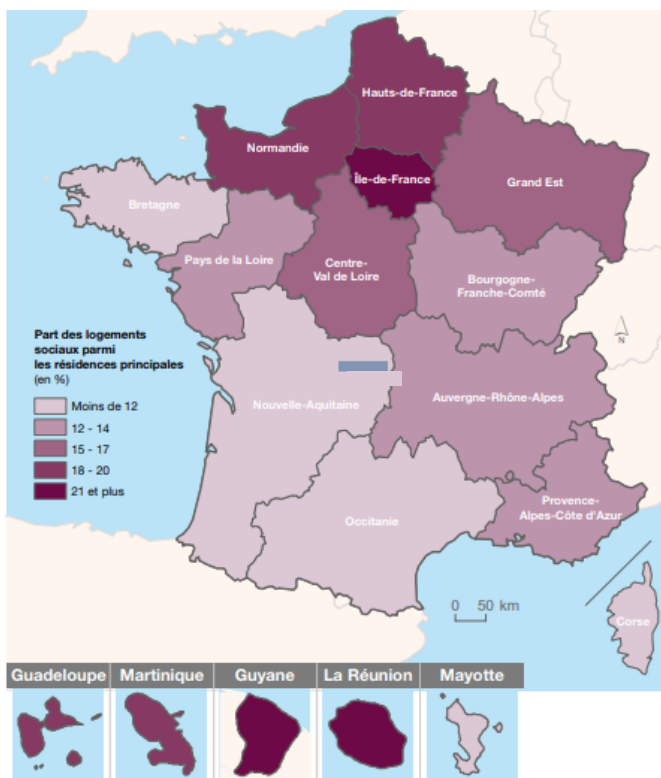 Hauts-de-France
Normandie
Île-de-France
Grand Est
Bretagne
Pays de la Loire
Centre-
Val de Loire
Bourgogne-
Franche-Comté
Part des logements
sociaux parmi
les résidences principales
(en %)
Moins de 12
12 - 14
15 - 17
18 - 20
21 et plus
N
Nouvelle-Aquitaine
Auvergne-Rhône-Alpes
Occitanie
Provence-
Alpes-Côte d'Azur
0 50 km
Corse
Guadeloupe Martinique Guyane La Réunion Mayotte